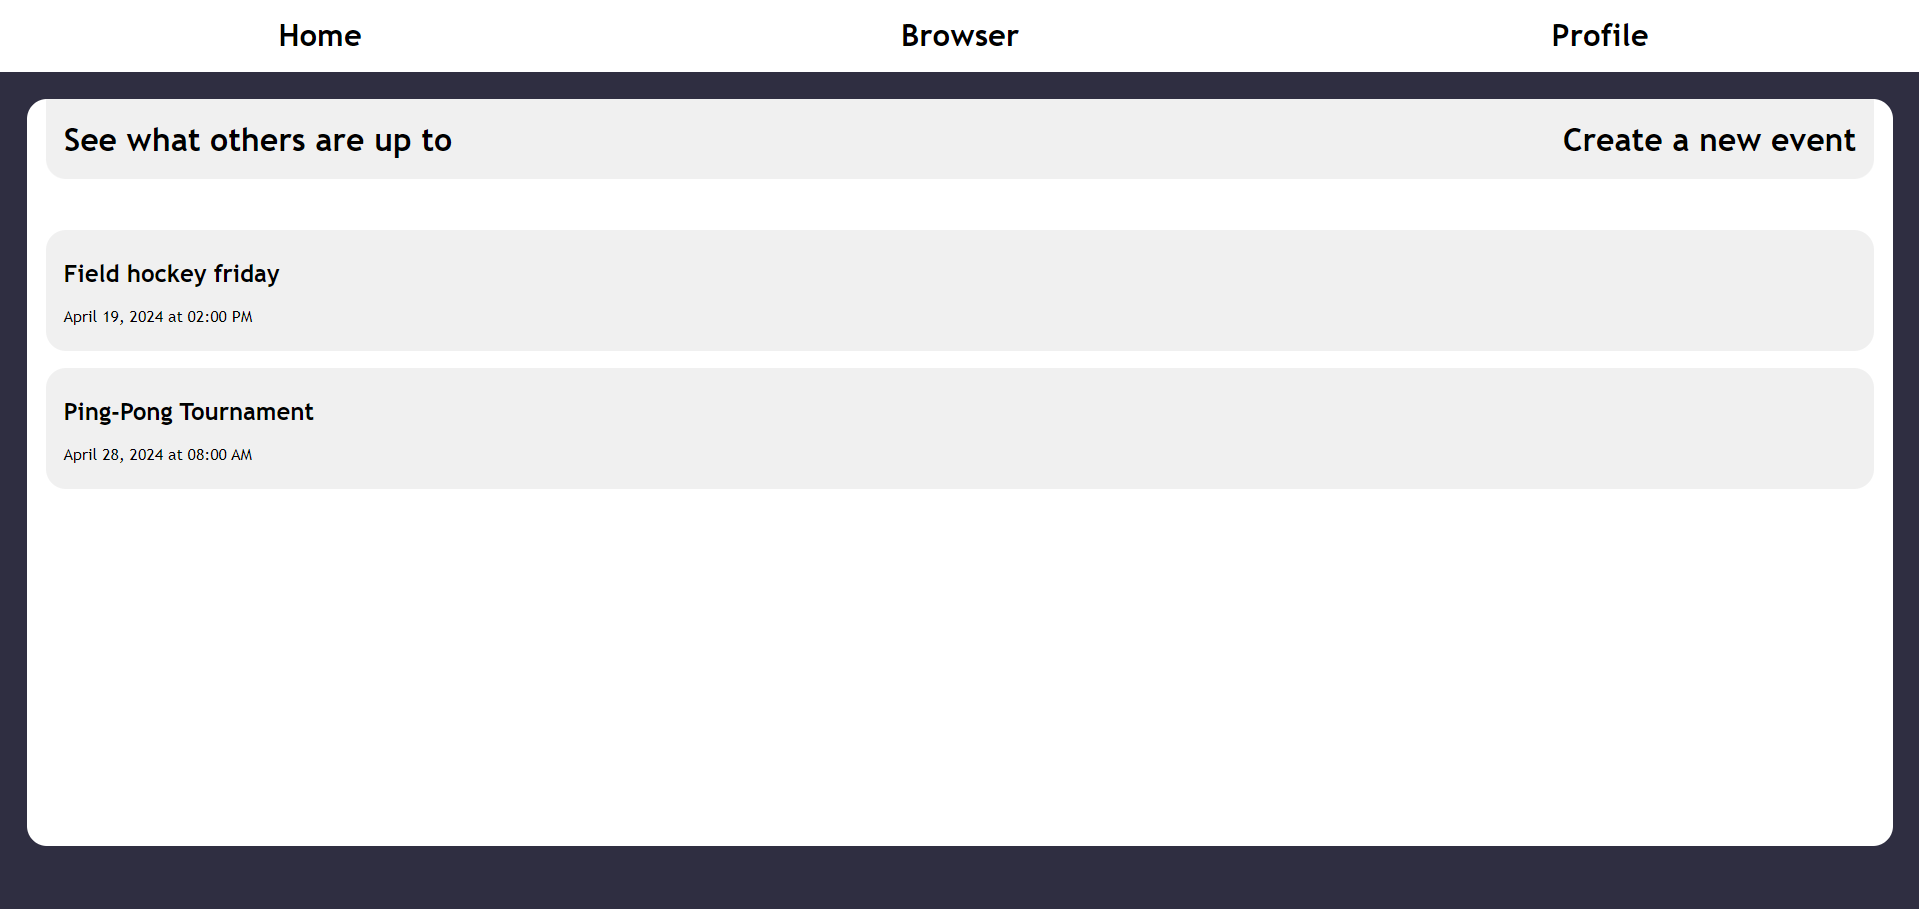 Home Browser Profile
See what others are up to Create a new event
Field hockey friday
April 19, 2024 at 02:00 PM
Ping-Pong Tournament
April 28, 2024 at 08:00 AM